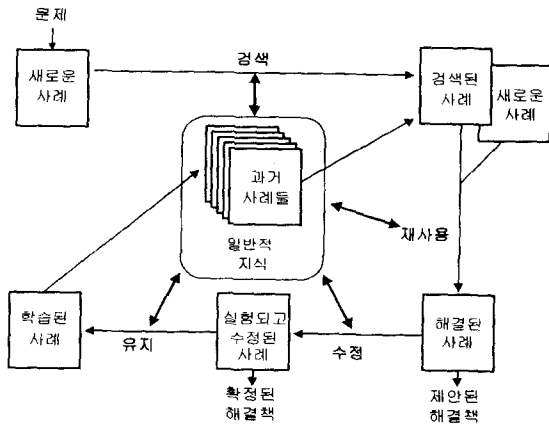 문제
새로운
사례
검색
검색된
사례
새로운
사례
과거
사례들
일반적
지식
재사용
학습된
사례
유지
실험되고
수정된
사례
수정
해결된
사례
확정된
해결책
제안된
해결책